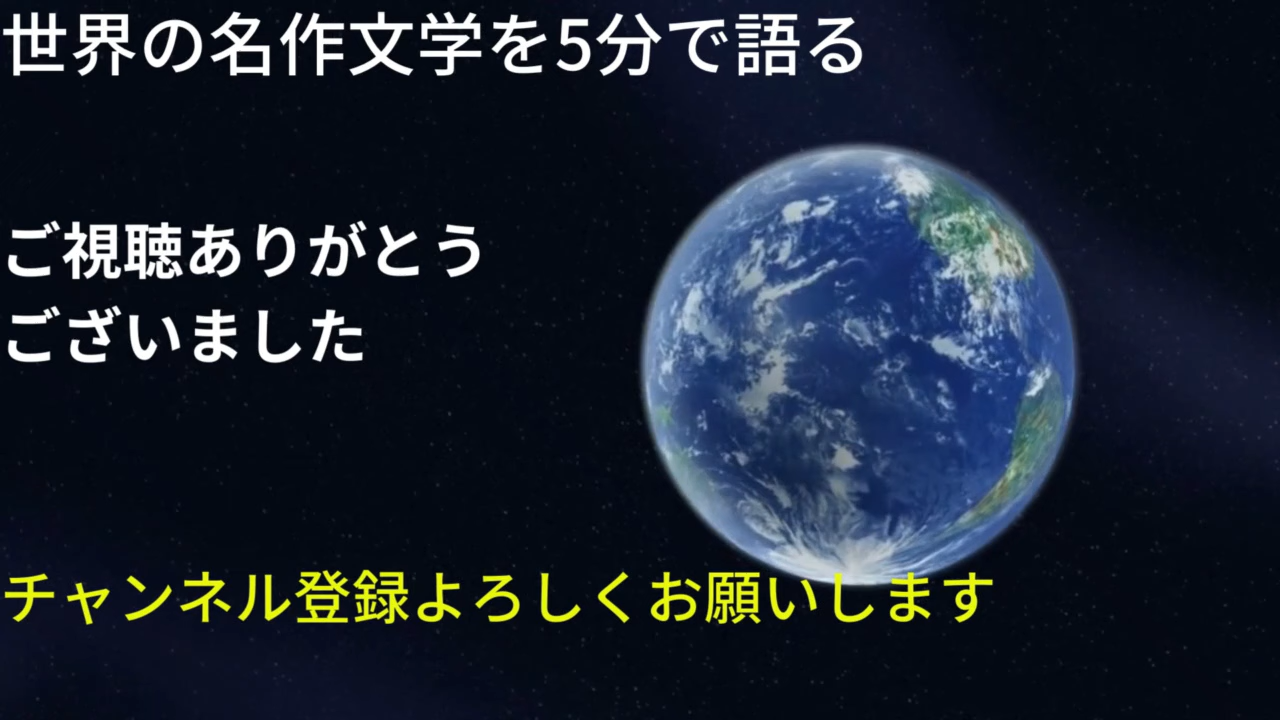 世界の名作文学を5分で語る
ご視聴ありがとう
ございました
チャンネル登録よろしくお願いします